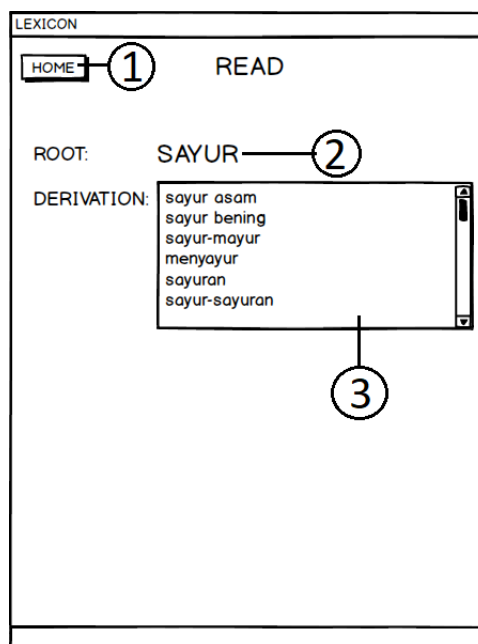 LEXICON
HOME 1 READ
ROOT: SAYUR 2
DERIVATION: sayur asam
sayur bening
sayur-mayur
menyayur
sayuran
sayur-sayuran
3